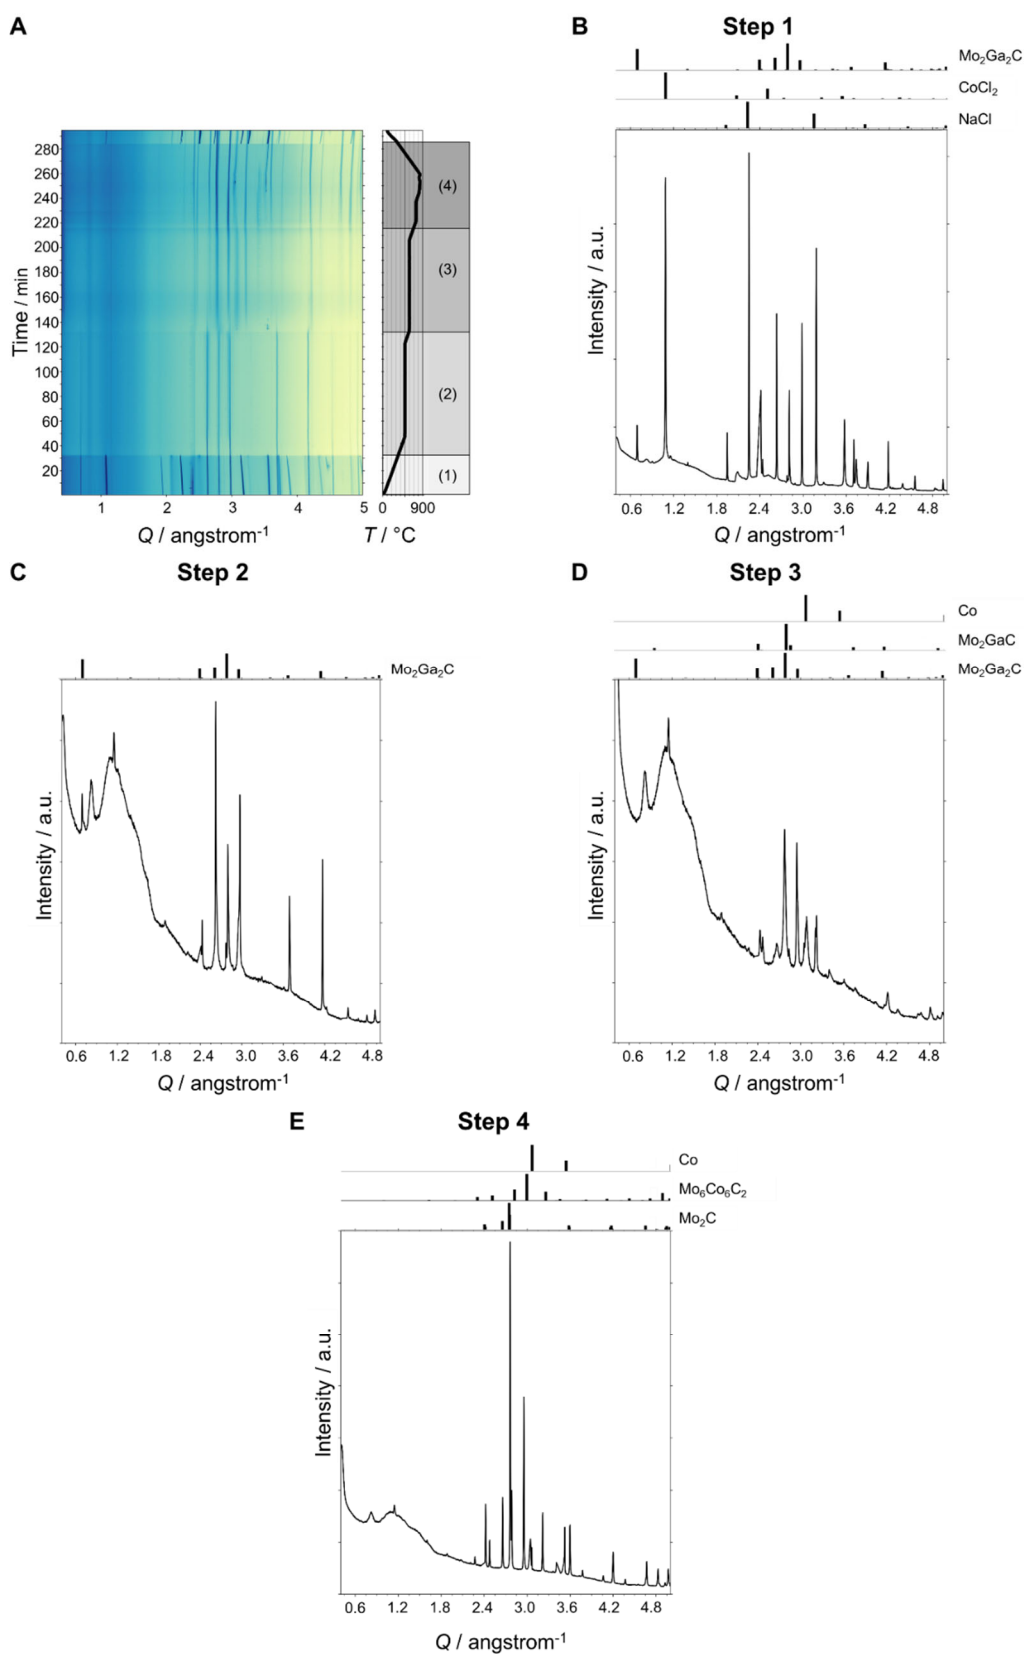 A
280
260
240
220
200
180
160
140
120
100
80
60
40
20
Time / min
1 2 3 4 5
Q / angstrom⁻¹
(4)
(3)
(2)
(1)
0 900
T / °C
B
Step 1
Mo₂Ga₂C
CoCl₂
NaCl
Intensity / a.u.
0.6 1.2 1.8 2.4 3.0 3.6 4.2 4.8
Q / angstrom⁻¹
C
Step 2
Mo₂Ga₂C
Intensity / a.u.
0.6 1.2 1.8 2.4 3.0 3.6 4.2 4.8
Q / angstrom⁻¹
D
Step 3
Co
Mo₂GaC
Mo₂Ga₂C
Intensity / a.u.
0.6 1.2 1.8 2.4 3.0 3.6 4.2 4.8
Q / angstrom⁻¹
E
Step 4
Co
Mo₆Co₆C₂
Mo₂C
Intensity / a.u.
0.6 1.2 1.8 2.4 3.0 3.6 4.2 4.8
Q / angstrom⁻¹